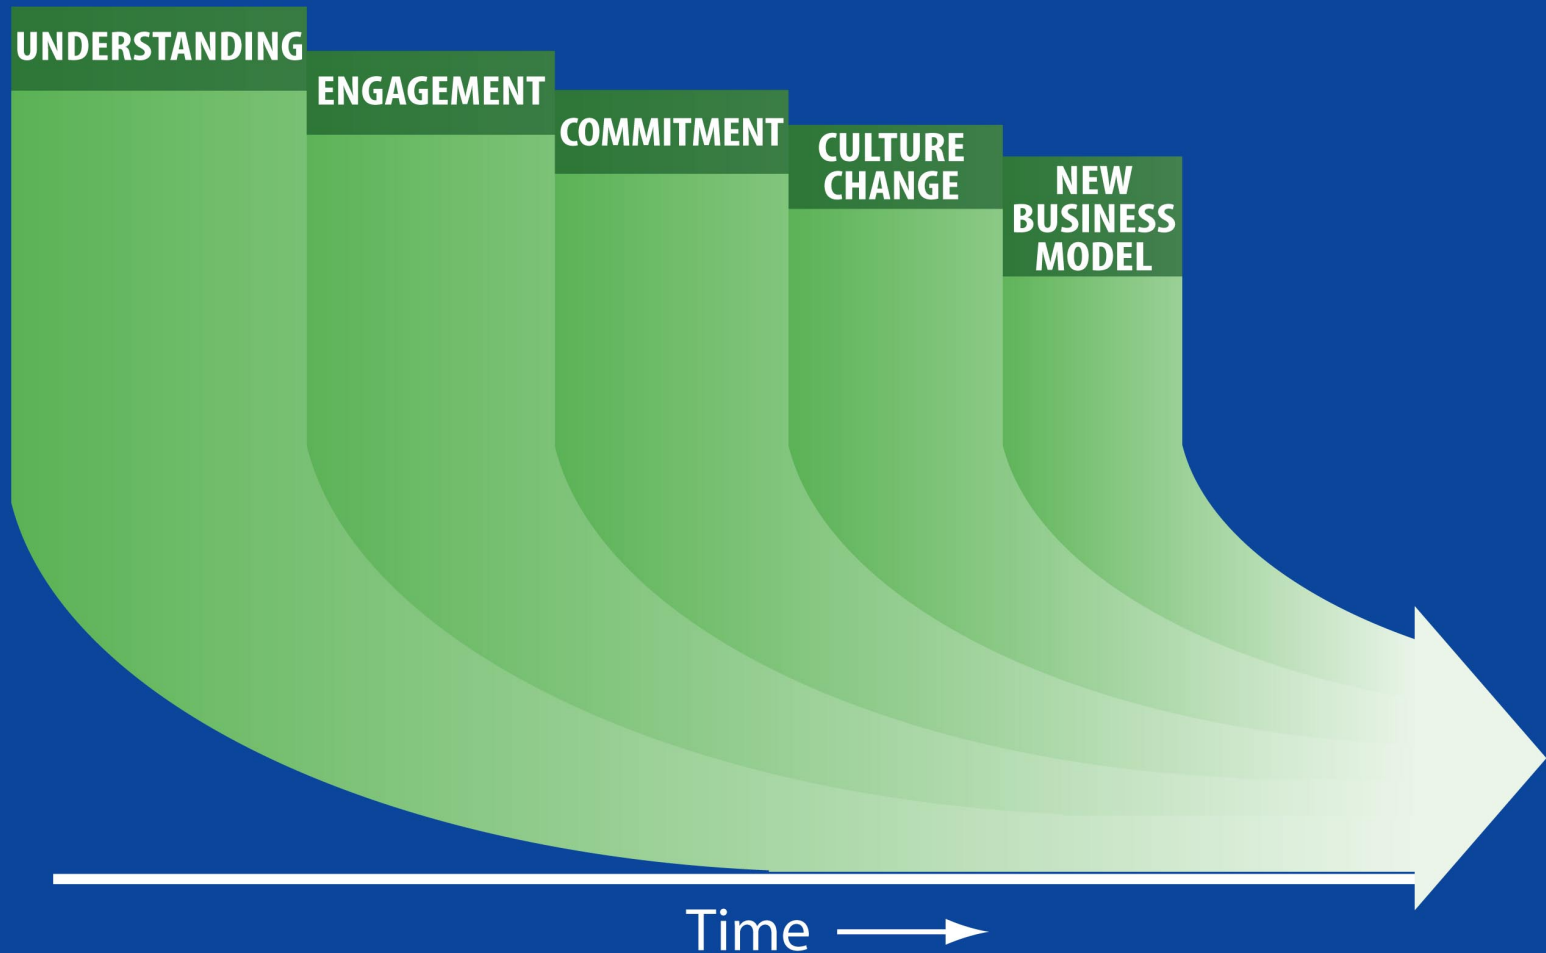 UNDERSTANDING
ENGAGEMENT
COMMITMENT
CULTURE
CHANGE
NEW
BUSINESS
MODEL
Time